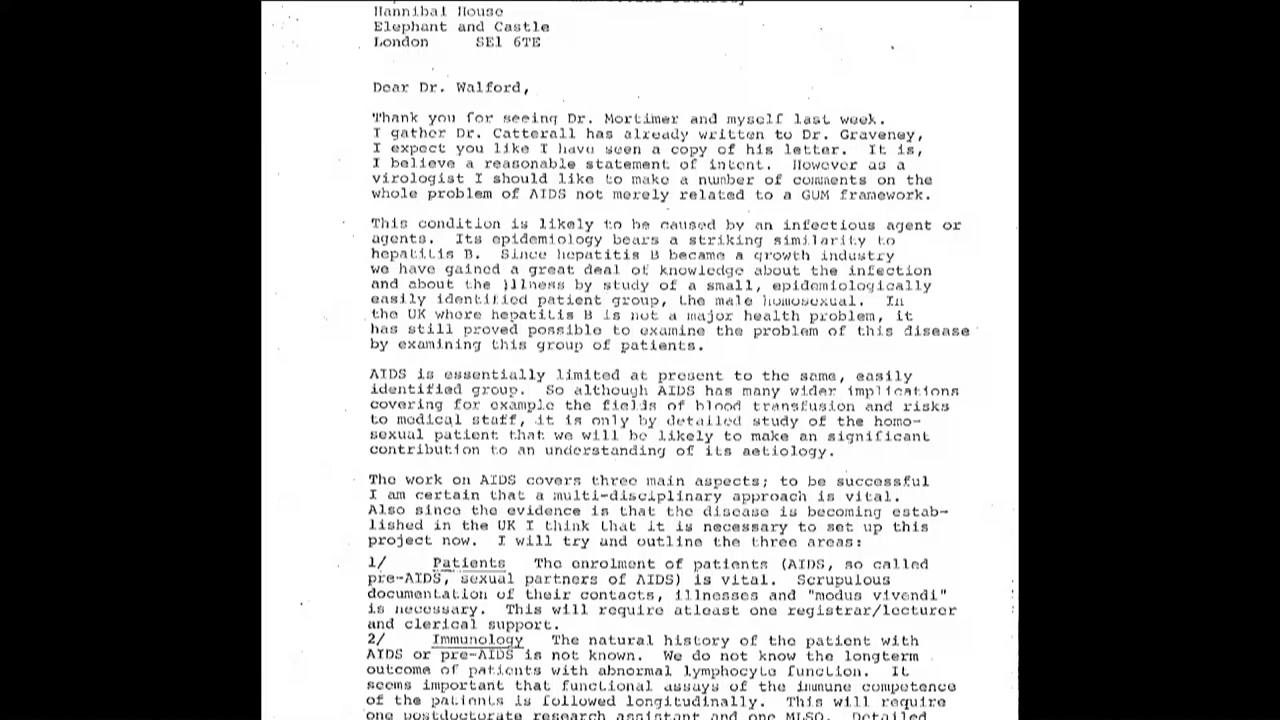 Hannibal House
Elephant and Castle
London SE1 6TE
Dear Dr. Walford,
Thank you for seeing Dr. Mortimer and myself last week.
I gather Dr. Catterall has already written to Dr. Graveney,
I expect you like I have seen a copy of his letter. It is,
I believe a reasonable statement of intent. However as a
virologist I should like to make a number of comments on the
whole problem of AIDS not merely related to a GUM framework.
This condition is likely to be caused by an infectious agent or
agents. Its epidemiology bears a striking similarity to
hepatitis B. Since hepatitis B became a growth industry
we have gained a great deal of knowledge about the infection
and about the illness by study of a small, epidemiologically
easily identified patient group, the male homosexual. In
the UK where hepatitis B is not a major health problem, it
has still proved possible to examine the problem of this disease
by examining this group of patients.
AIDS is essentially limited at present to the same, easily
identified group. So although AIDS has many wider implications
covering for example the fields of blood transfusion and risks
to medical staff, it is only by detailed study of the homo-
sexual patient that we will be likely to make an significant
contribution to an understanding of its aetiology.
The work on AIDS covers three main aspects; to be successful
I am certain that a multi-disciplinary approach is vital.
Also since the evidence is that the disease is becoming estab-
lished in the UK I think that it is necessary to set up this
project now. I will try and outline the three areas:
1/ Patients The enrolment of patients (AIDS, so called
pre-AIDS, sexual partners of AIDS) is vital. Scrupulous
documentation of their contacts, illnesses and "modus vivendi"
is necessary. This will require atleast one registrar/lecturer
and clerical support.
2/ Immunology The natural history of the patient with
AIDS or pre-AIDS is not known. We do not know the longterm
outcome of patients with abnormal lymphocyte function. It
seems important that functional assays of the immune competence
of the patients is followed longitudinally. This will require
one postdoctorate research assistant and one MLSO. Detailed